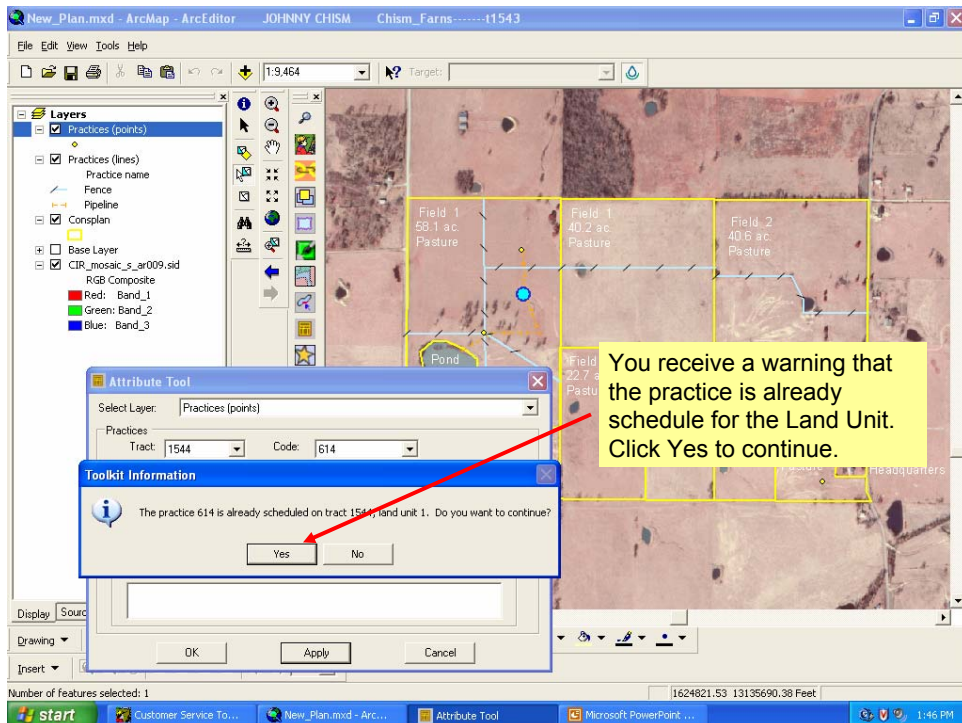 New_Plan.mxd - ArcMap - ArcEditor JOHNNY CHISM Chism_Farns-------t1543
File Edit View Tools Help
1:9,464
Target:
Layers
Practices (points)
Practices (lines)
Practice name
Fence
Pipeline
Consplan
Base Layer
CIR_mosaic_s_ar009.sid
RGB Composite
Red: Band_1
Green: Band_2
Blue: Band_3
Field 1
58.1 ac.
Pasture
Field 1
40.2 ac.
Pasture
Field 2
40.6 ac.
Pasture
Pond
Field
22.7 a
Pastu
Pasture
Headquarters
You receive a warning that
the practice is already
schedule for the Land Unit.
Click Yes to continue.
Attribute Tool
Select Layer: Practices (points)
Practices
Tract: 1544 Code: 614
Toolkit Information
The practice 614 is already scheduled on tract 1544, land unit 1. Do you want to continue?
Yes No
OK Apply Cancel
Display Sourc
Drawing
Insert
Number of features selected: 1
1624821.53 13135690.38 Feet
start Customer Service To... New_Plan.mxd - Arc... Attribute Tool Microsoft PowerPoint ... 1:46 PM